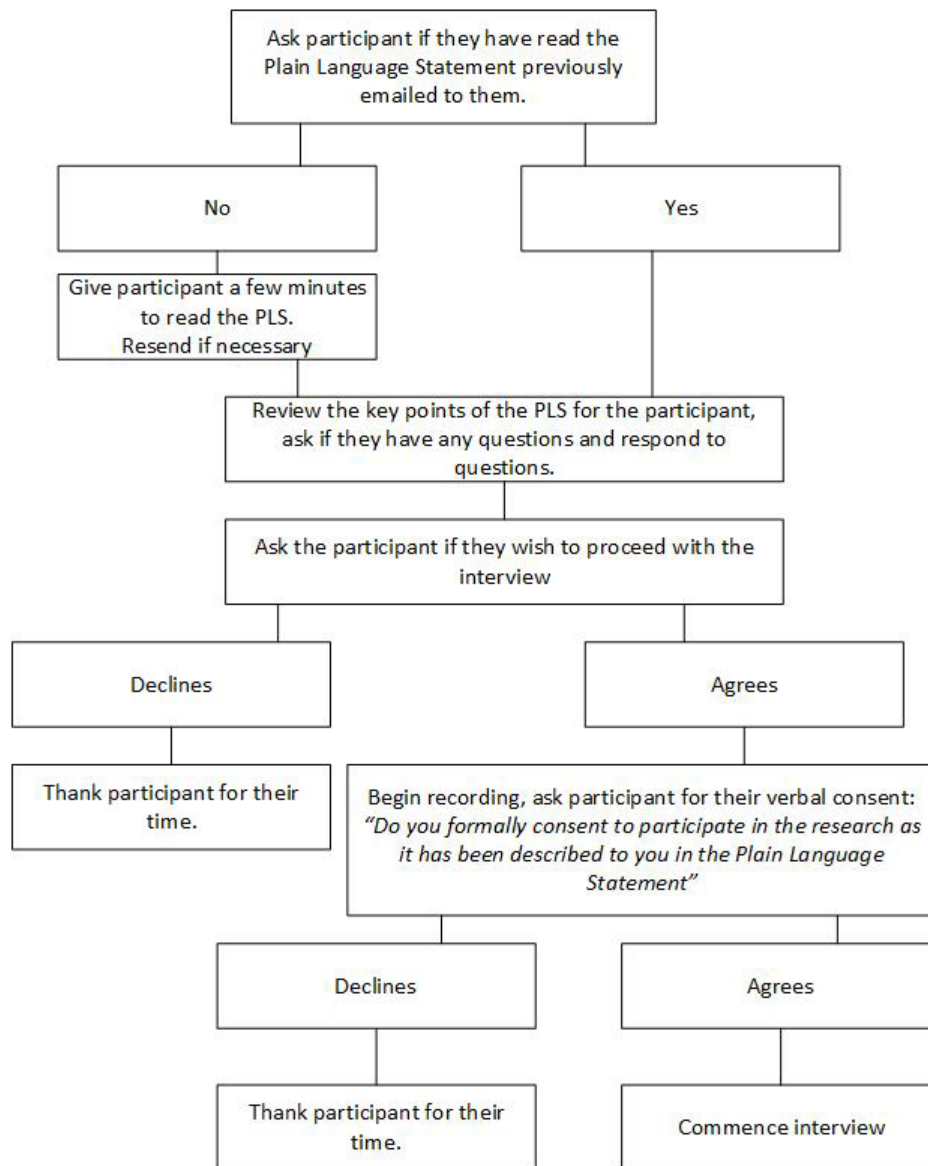 Ask participant if they have read the
Plain Language Statement previously
emailed to them.
No
Yes
Give participant a few minutes
to read the PLS.
Resend if necessary
Review the key points of the PLS for the participant,
ask if they have any questions and respond to
questions.
Ask the participant if they wish to proceed with the
interview
Declines
Agrees
Thank participant for their
time.
Begin recording, ask participant for their verbal consent:
“Do you formally consent to participate in the research as
it has been described to you in the Plain Language
Statement”
Declines
Agrees
Thank participant for their
time.
Commence interview